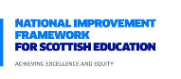 NATIONAL IMPROVEMENT
FRAMEWORK
FOR SCOTTISH EDUCATION
ACHIEVING EXCELLENCE AND EQUITY